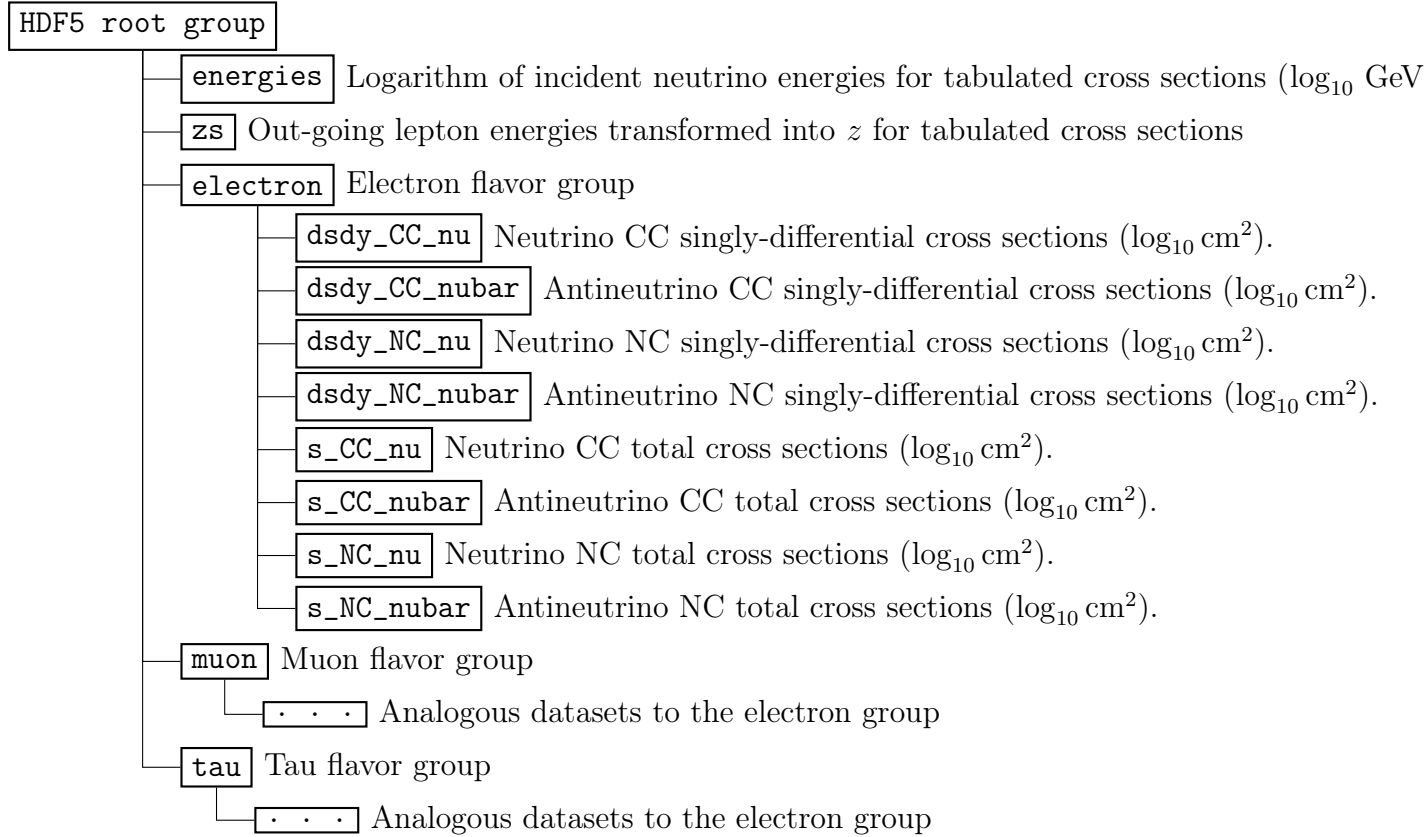 HDF5 root group
energies Logarithm of incident neutrino energies for tabulated cross sections (log₁₀ GeV
zs Out-going lepton energies transformed into z for tabulated cross sections
electron Electron flavor group
dsdy_CC_nu Neutrino CC singly-differential cross sections (log₁₀ cm²).
dsdy_CC_nubar Antineutrino CC singly-differential cross sections (log₁₀ cm²).
dsdy_NC_nu Neutrino NC singly-differential cross sections (log₁₀ cm²).
dsdy_NC_nubar Antineutrino NC singly-differential cross sections (log₁₀ cm²).
s_CC_nu Neutrino CC total cross sections (log₁₀ cm²).
s_CC_nubar Antineutrino CC total cross sections (log₁₀ cm²).
s_NC_nu Neutrino NC total cross sections (log₁₀ cm²).
s_NC_nubar Antineutrino NC total cross sections (log₁₀ cm²).
muon Muon flavor group
. . . Analogous datasets to the electron group
tau Tau flavor group
. . . Analogous datasets to the electron group